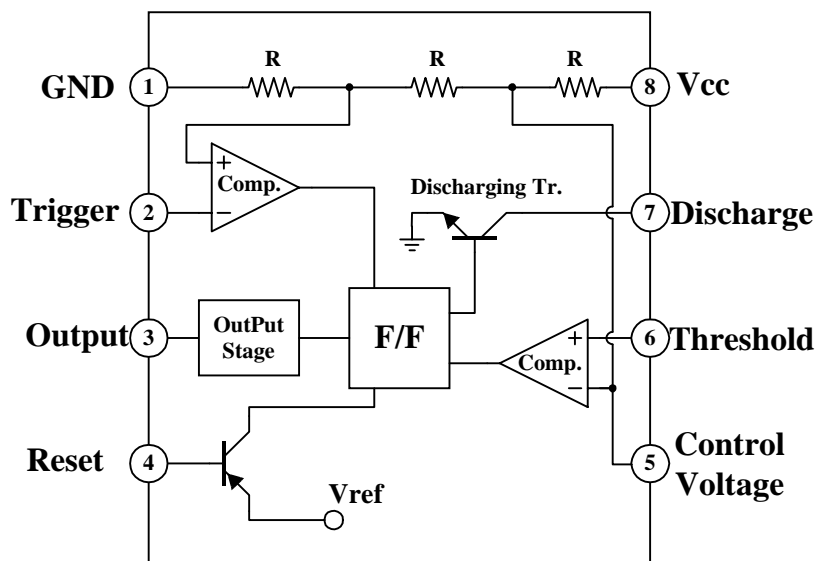 R
R
R
GND
1
8
Vcc
+
Comp.
−
Trigger
2
Discharging Tr.
7
Discharge
Output
3
OutPut
Stage
F/F
+
Comp.
−
6
Threshold
Reset
4
5
Control
Voltage
Vref